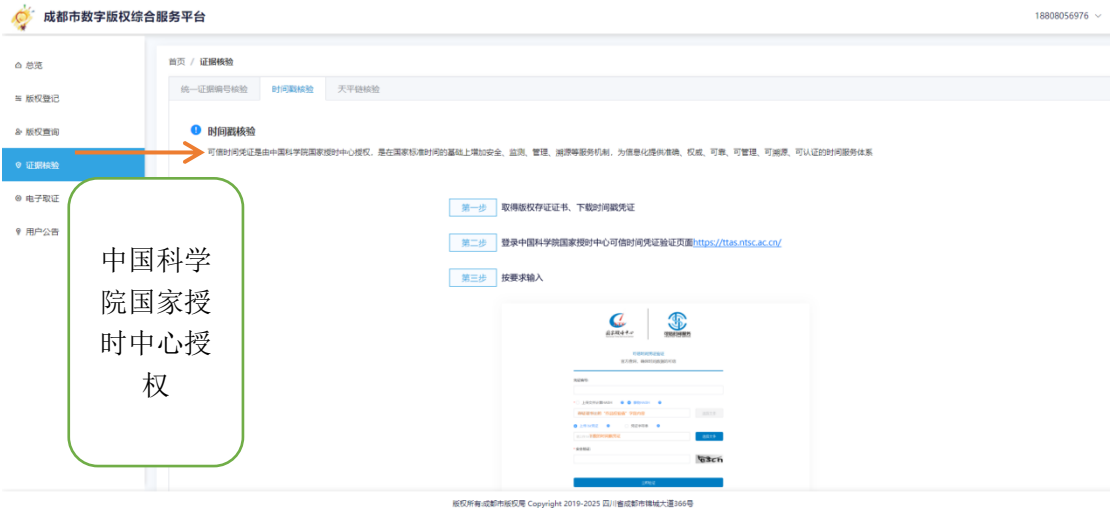 成都市数字版权综合服务平台
18808056976
总览
版权登记
版权查询
证据核验
电子取证
用户公告
首页 / 证据核验
统一证据编号核验 时间戳核验 天平链核验
时间戳核验
可信时间凭证是由中国科学院国家授时中心授权，是在国家标准时间的基础上增加安全、监测、管理、溯源等服务机制，为信息化提供准确、权威、可靠、可管理、可溯源、可认证的时间服务体系
中国科学
院国家授
时中心授
权
第一步 取得版权存证证书、下载时间戳凭证
第二步 登录中国科学院国家授时中心可信时间凭证验证页面https://ttas.ntsc.ac.cn/
第三步 按要求输入
版权所有:成都市版权局 Copyright 2019-2025 四川省成都市锦城大道366号